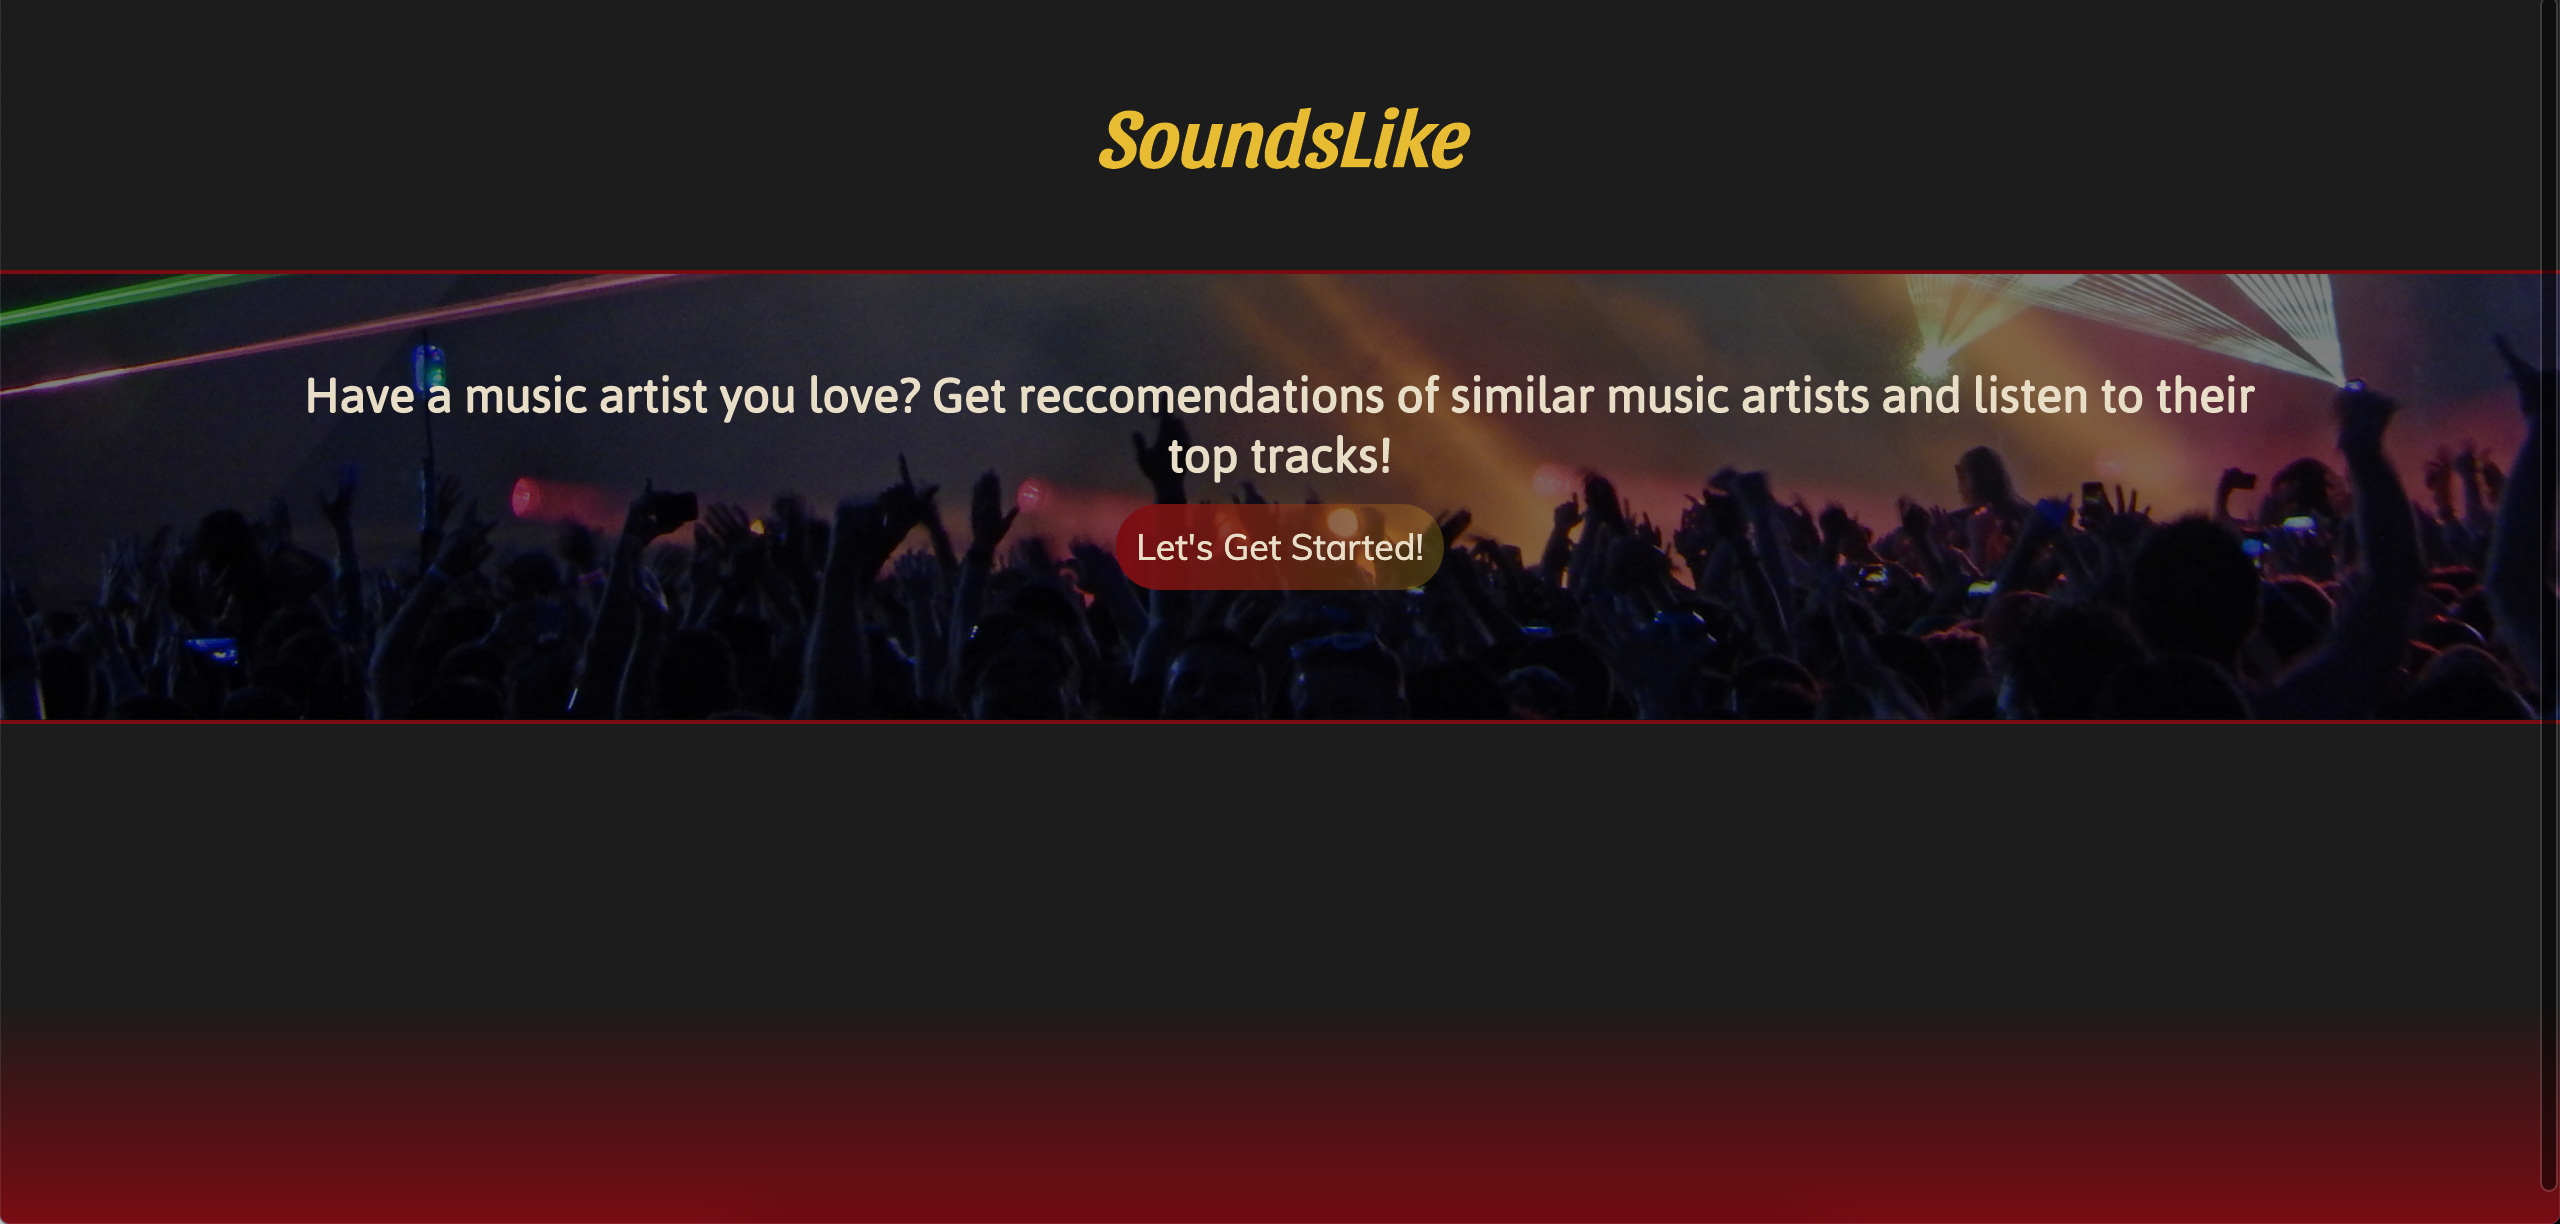 SoundsLike
Have a music artist you love? Get reccomendations of similar music artists and listen to their
top tracks!
Let's Get Started!